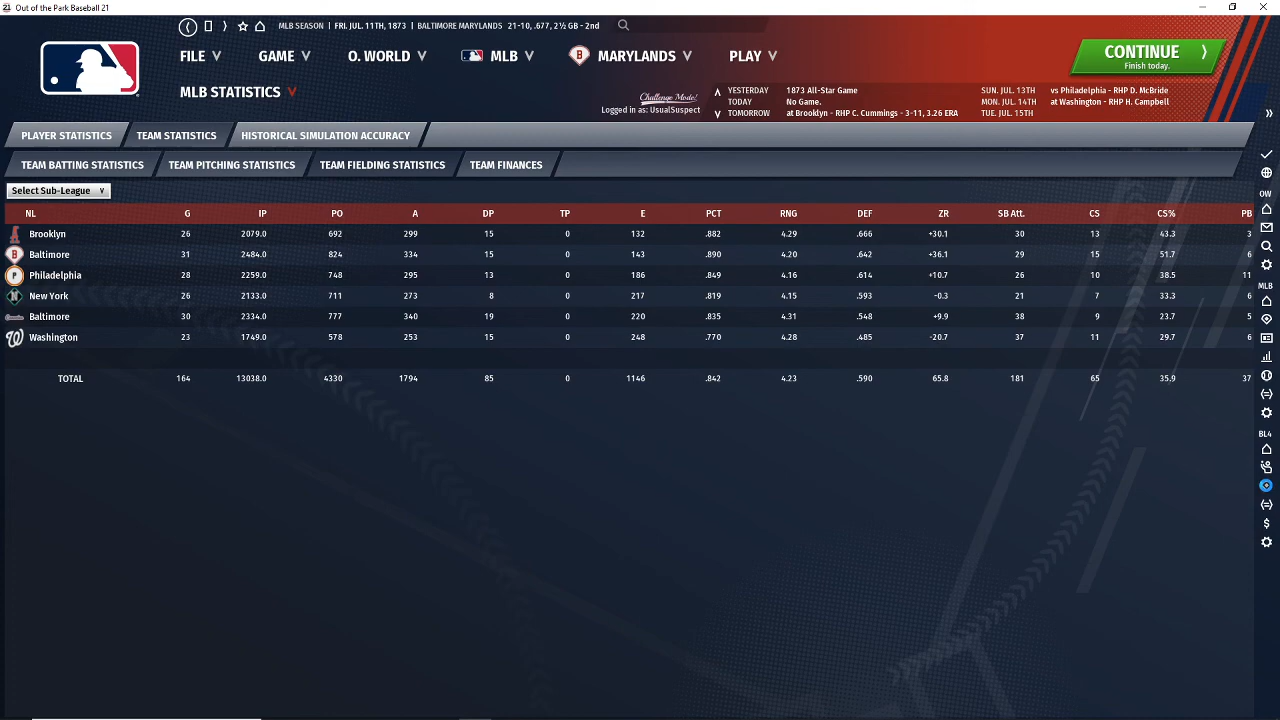 Out of the Park Baseball 21
MLB SEASON | FRI. JUL. 11TH, 1873 | BALTIMORE MARYLANDS 21-10, .677, 2½ GB - 2nd
FILE GAME O. WORLD MLB MARYLANDS PLAY
CONTINUE
Finish today.
MLB STATISTICS
Challenge Mode!
Logged in as: UsualSuspect
YESTERDAY 1873 All-Star Game SUN. JUL. 13TH vs Philadelphia - RHP D. McBride
TODAY No Game. MON. JUL. 14TH at Washington - RHP H. Campbell
TOMORROW at Brooklyn - RHP C. Cummings - 3-11, 3.26 ERA TUE. JUL. 15TH
PLAYER STATISTICS TEAM STATISTICS HISTORICAL SIMULATION ACCURACY
TEAM BATTING STATISTICS TEAM PITCHING STATISTICS TEAM FIELDING STATISTICS TEAM FINANCES
Select Sub-League
NL G IP PO A DP TP E PCT RNG DEF ZR SB Att. CS CS% PB
Brooklyn 26 2079.0 692 299 15 0 132 .882 4.29 .666 +30.1 30 13 43.3 3
Baltimore 31 2484.0 824 334 15 0 143 .890 4.20 .642 +36.1 29 15 51.7 6
Philadelphia 28 2259.0 748 295 13 0 186 .849 4.16 .614 +10.7 26 10 38.5 11
New York 26 2133.0 711 273 8 0 217 .819 4.15 .593 -0.3 21 7 33.3 6
Baltimore 30 2334.0 777 340 19 0 220 .835 4.31 .548 +9.9 38 9 23.7 5
Washington 23 1749.0 578 253 15 0 248 .770 4.28 .485 -20.7 37 11 29.7 6
TOTAL 164 13038.0 4330 1794 85 0 1146 .842 4.23 .590 65.8 181 65 35.9 37
OW
MLB
BL4